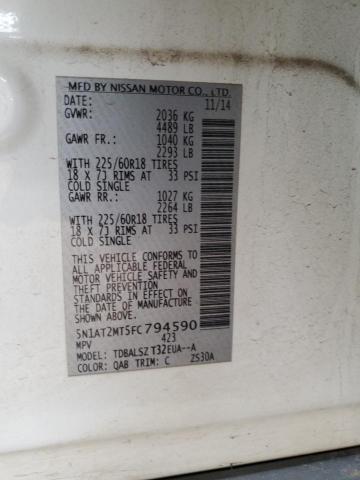 MFD BY NISSAN MOTOR CO., LTD.
DATE: 11/14
GVWR: 2036 KG
4489 LB
GAWR FR.: 1040 KG
2293 LB
WITH 225/60R18 TIRES
18 X 7J RIMS AT 33 PSI
COLD SINGLE
GAWR RR.: 1027 KG
2264 LB
WITH 225/60R18 TIRES
18 X 7J RIMS AT 33 PSI
COLD SINGLE
THIS VEHICLE CONFORMS TO
ALL APPLICABLE FEDERAL
MOTOR VEHICLE SAFETY AND
STANDARDS IN EFFECT ON
THE DATE OF MANUFACTURE
SHOWN ABOVE.
5N1AT2MT5FC794590
MPV 423
MODEL: TDBALSZ T32EUA--A
COLOR: QAB TRIM: C ZS30A